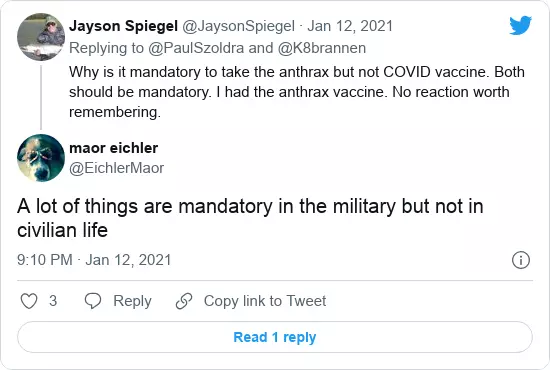 Jayson Spiegel @JaysonSpiegel · Jan 12, 2021
Replying to @PaulSzoldra and @K8brannen
Why is it mandatory to take the anthrax but not COVID vaccine. Both
should be mandatory. I had the anthrax vaccine. No reaction worth
remembering.
maor eichler
@EichlerMaor
A lot of things are mandatory in the military but not in
civilian life
9:10 PM · Jan 12, 2021
3 Reply Copy link to Tweet
Read 1 reply